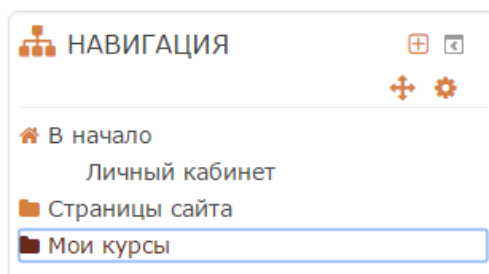 НАВИГАЦИЯ
В начало
Личный кабинет
Страницы сайта
Мои курсы